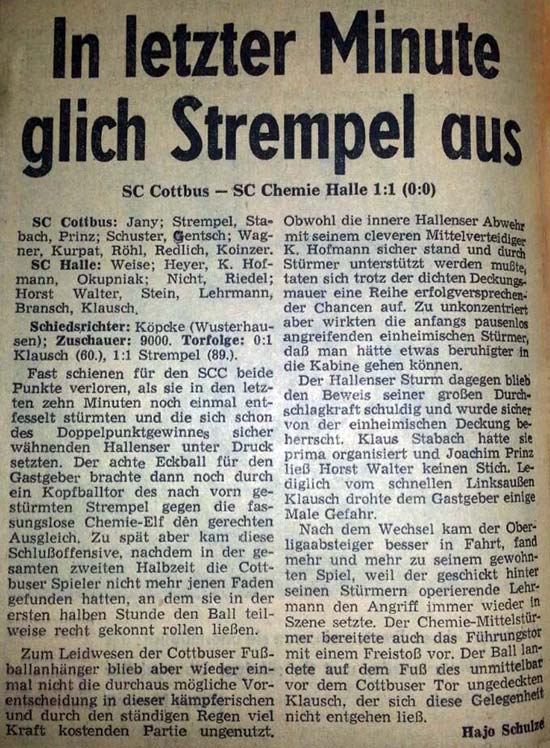 In letzter Minute
glich Strempel aus
SC Cottbus — SC Chemie Halle 1:1 (0:0)
SC Cottbus: Jany; Strempel, Sta-
bach, Prinz; Schuster, Gentsch; Wag-
ner, Kurpat, Röhl, Redlich, Koinzer.
SC Halle: Weise; Heyer, K. Hof-
mann, Okupniak; Nicht, Riedel;
Horst Walter, Stein, Lehrmann,
Bransch, Klausch.
Schiedsrichter: Köpcke (Wusterhau-
sen); Zuschauer: 9000. Torfolge: 0:1
Klausch (60.), 1:1 Strempel (89.).
Fast schienen für den SCC beide
Punkte verloren, als sie in den letz-
ten zehn Minuten noch einmal ent-
fesselt stürmten und die sich schon
des Doppelpunktgewinnes sicher
wähnenden Hallenser unter Druck
setzten. Der achte Eckball für den
Gastgeber brachte dann noch durch
ein Kopfballtor des nach vorn ge-
stürmten Strempel gegen die fas-
sungslose Chemie-Elf den gerechten
Ausgleich. Zu spät aber kam diese
Schlußoffensive, nachdem in der ge-
samten zweiten Halbzeit die Cott-
buser Spieler nicht mehr jenen Faden
gefunden hatten, an dem sie in der
ersten halben Stunde den Ball teil-
weise recht gekonnt rollen ließen.
Zum Leidwesen der Cottbuser Fuß-
ballanhänger blieb aber wieder ein-
mal nicht die durchaus mögliche Vor-
entscheidung in dieser kämpferischen
und durch den ständigen Regen viel
Kraft kostenden Partie ungenutzt.
Obwohl die innere Hallenser Abwehr
mit seinem cleveren Mittelverteidiger
K. Hofmann sicher stand und durch
Stürmer unterstützt werden mußte,
taten sich trotz der dichten Deckungs-
mauer eine Reihe erfolgversprechen-
der Chancen auf. Zu unkonzentriert
aber wirkten die anfangs pausenlos
angreifenden einheimischen Stürmer,
daß man hätte etwas beruhigter in
die Kabine gehen können.
Der Hallenser Sturm dagegen blieb
den Beweis seiner großen Durch-
schlagkraft schuldig und wurde sicher
von der einheimischen Deckung be-
herrscht. Klaus Stabach hatte sie
prima organisiert und Joachim Prinz
ließ Horst Walter keinen Stich. Le-
diglich vom schnellen Linksaußen
Klausch drohte dem Gastgeber einige
Male Gefahr.
Nach dem Wechsel kam der Ober-
ligaabsteiger besser in Fahrt, fand
mehr und mehr zu seinem gewohn-
ten Spiel, weil der geschickt hinter
seinen Stürmern operierende Lehr-
mann den Angriff immer wieder in
Szene setzte. Der Chemie-Mittelstür-
mer bereitete auch das Führungstor
mit einem Freistoß vor. Der Ball lan-
dete auf dem Fuß des unmittelbar
vor dem Cottbuser Tor ungedeckten
Klausch, der sich diese Gelegenheit
nicht entgehen ließ.
Hajo Schulze